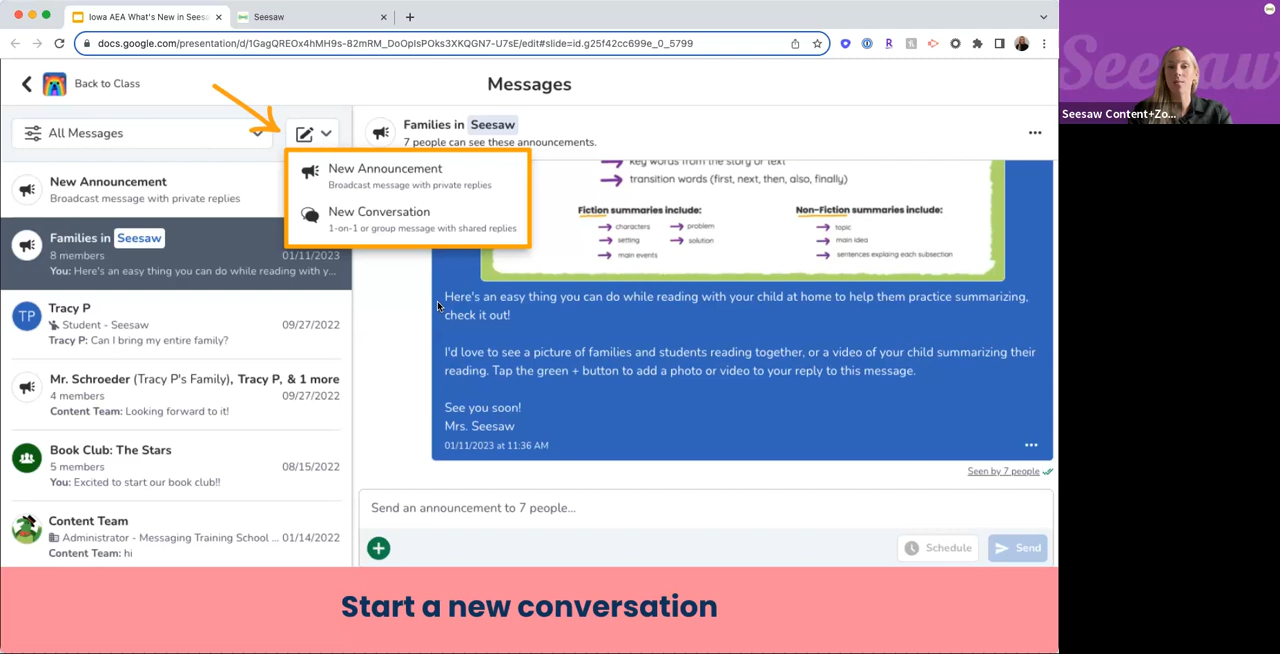 Iowa AEA What's New in Seesa
Seesaw
docs.google.com/presentation/d/1GagQREOx4hMH9s-82mRM_DoOpIsPOks3XKQGN7-U7sE/edit#slide=id.g25f42cc699e_0_5799
Back to Class
Messages
All Messages
New Announcement
Broadcast message with private replies
Families in Seesaw
8 members
01/11/2023
You: Here's an easy thing you can do while reading with y...
Tracy P
Student - Seesaw
09/27/2022
Tracy P: Can I bring my entire family?
Mr. Schroeder (Tracy P's Family), Tracy P, & 1 more
4 members
09/27/2022
Content Team: Looking forward to it!
Book Club: The Stars
5 members
08/15/2022
You: Excited to start our book club!!
Content Team
Administrator - Messaging Training School ...
01/14/2022
Content Team: hi
TP
New Announcement
Broadcast message with private replies
New Conversation
1-on-1 or group message with shared replies
Families in Seesaw
7 people can see these announcements.
key words from the story or text
transition words (first, next, then, also, finally)
Fiction summaries include:
characters
problem
setting
solution
main events
Non-Fiction summaries include:
topic
main idea
sentences explaing each subsection
Here's an easy thing you can do while reading with your child at home to help them practice summarizing,
check it out!
I'd love to see a picture of families and students reading together, or a video of your child summarizing their
reading. Tap the green + button to add a photo or video to your reply to this message.
See you soon!
Mrs. Seesaw
01/11/2023 at 11:36 AM
Seen by 7 people
Send an announcement to 7 people...
Schedule
Send
Start a new conversation
Seesaw
Seesaw Content+Zo...